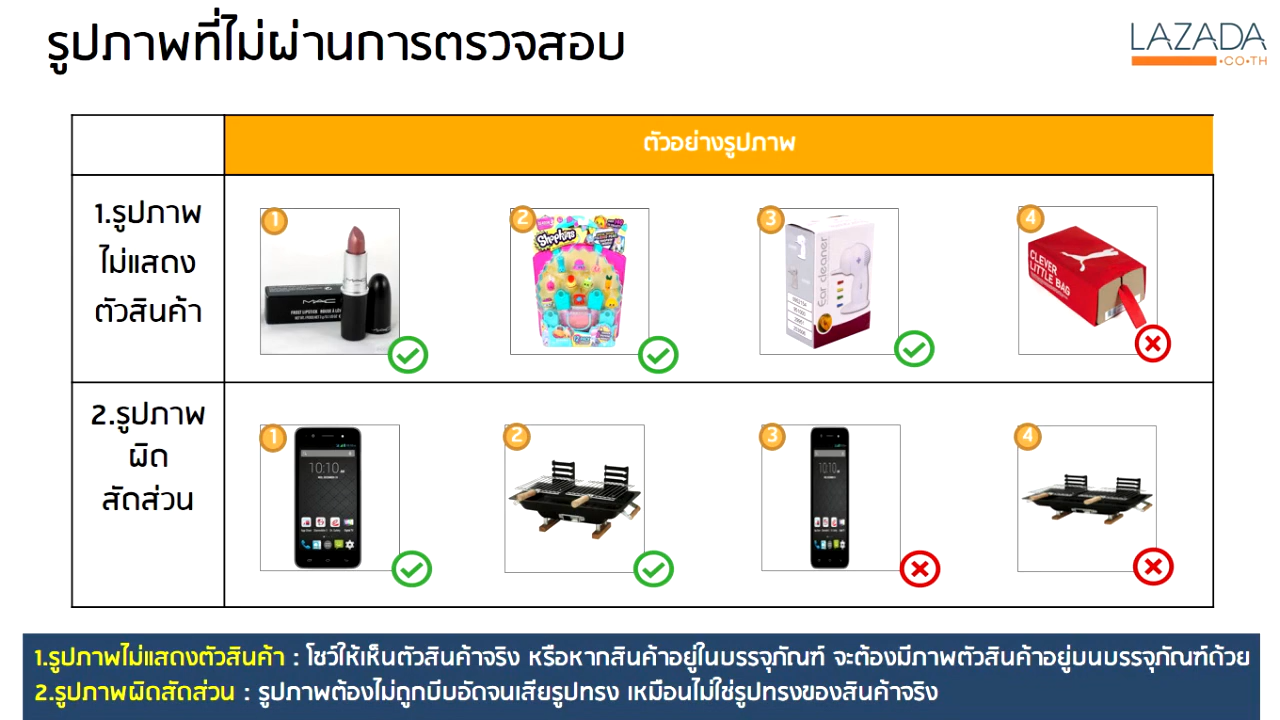 รูปภาพที่ไม่ผ่านการตรวจสอบ
LAZADA
.CO.TH
ตัวอย่างรูปภาพ
1.รูปภาพ
ไม่แสดง
ตัวสินค้า
1
MAC
2
Shopkins
3
Ear cleaner
4
CLEVER
LITTLE BAG
2.รูปภาพ
ผิด
สัดส่วน
1
10:10
2
3
10:10
4
1.รูปภาพไม่แสดงตัวสินค้า : โชว์ให้เห็นตัวสินค้าจริง หรือหากสินค้าอยู่ในบรรจุภัณฑ์ จะต้องมีภาพตัวสินค้าอยู่บนบรรจุภัณฑ์ด้วย
2.รูปภาพผิดสัดส่วน : รูปภาพต้องไม่ถูกบีบอัดจนเสียรูปทรง เหมือนไม่ใช่รูปทรงของสินค้าจริง